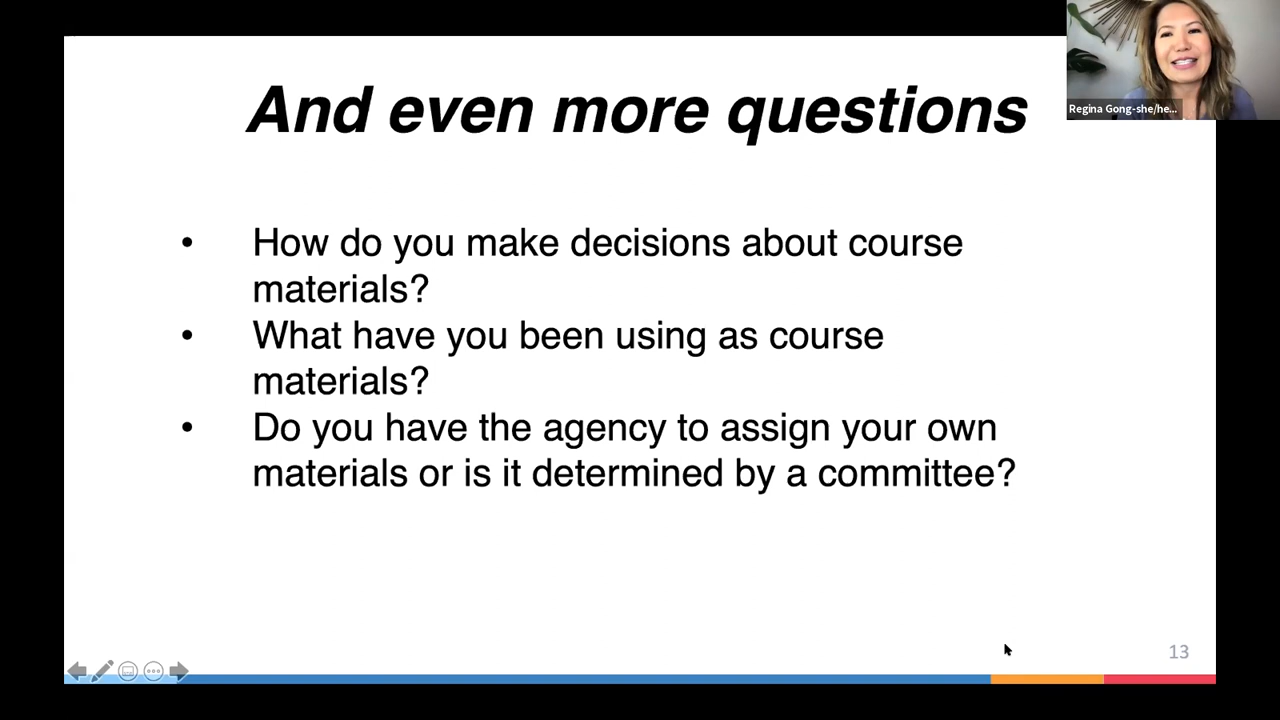 And even more questions
Regina Gong-she/he...
• How do you make decisions about course
materials?
• What have you been using as course
materials?
• Do you have the agency to assign your own
materials or is it determined by a committee?
13